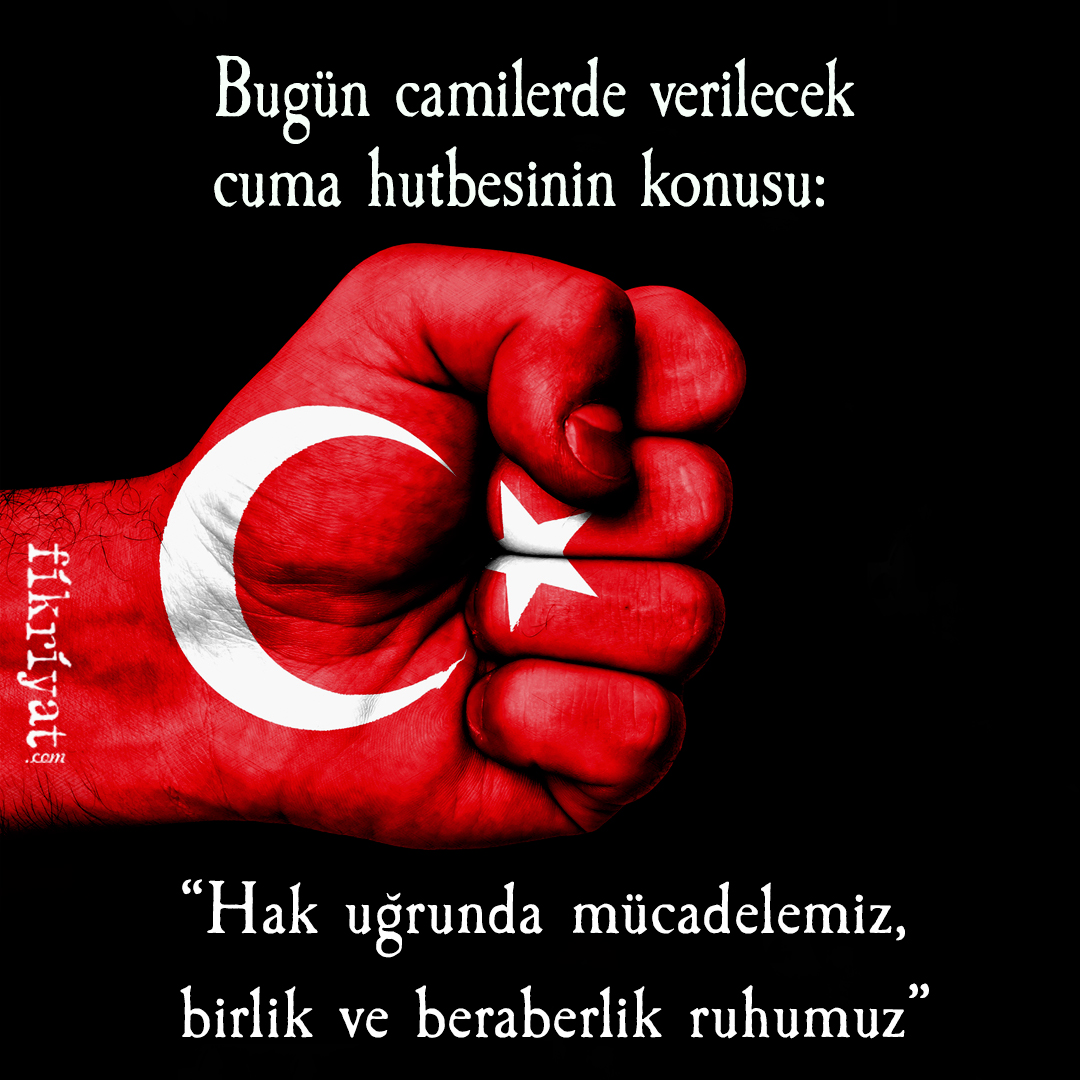 Bugün camilerde verilecek
cuma hutbesinin konusu:
fikriyat
.com
“Hak uğrunda mücadelemiz,
birlik ve beraberlik ruhumuz”